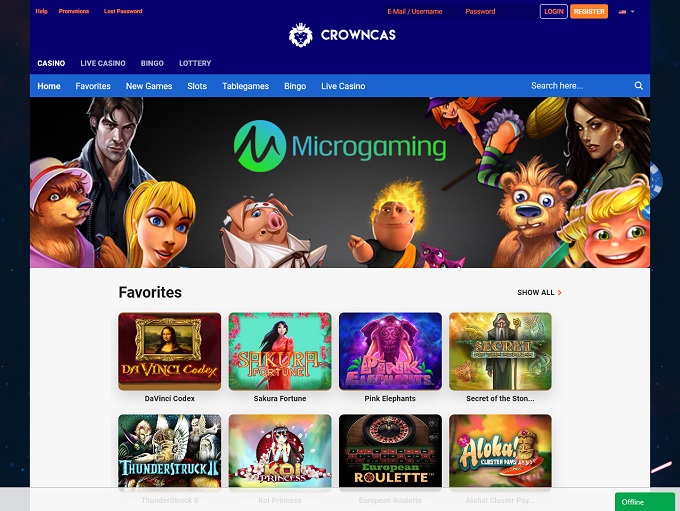 Help Promotions Lost Password E-Mail / Username Password LOGIN REGISTER
CROWNCAS
CASINO LIVE CASINO BINGO LOTTERY
Home Favorites New Games Slots Tablegames Bingo Live Casino Search here...
Microgaming
Favorites SHOW ALL
DA VINCI Codex SAKURA FORTUNE PINK ELEPHANTS SECRET OF THE STONES
DaVinci Codex Sakura Fortune Pink Elephants Secret of the Ston...
THUNDERSTRUCK II KOI PRINCESS European ROULETTE Aloha! CLUSTER PAYS
ThunderStruck II Koi Princess European Roulette Aloha! Cluster Pay...
Offline